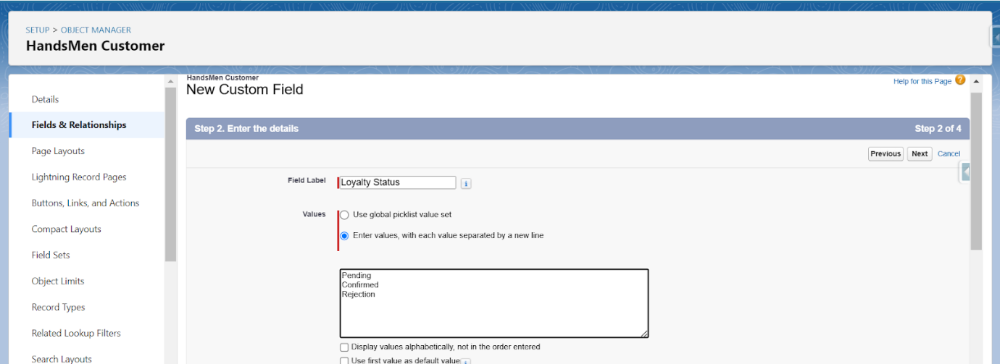 SETUP > OBJECT MANAGER
HandsMen Customer
Details
Fields & Relationships
Page Layouts
Lightning Record Pages
Buttons, Links, and Actions
Compact Layouts
Field Sets
Object Limits
Record Types
Related Lookup Filters
Search Layouts
HandsMen Customer
New Custom Field
Help for this Page ?
Step 2. Enter the details Step 2 of 4
Previous Next Cancel
Field Label Loyalty Status i
Values Use global picklist value set
Enter values, with each value separated by a new line
Pending
Confirmed
Rejection
Display values alphabetically, not in the order entered
Use first value as default value i